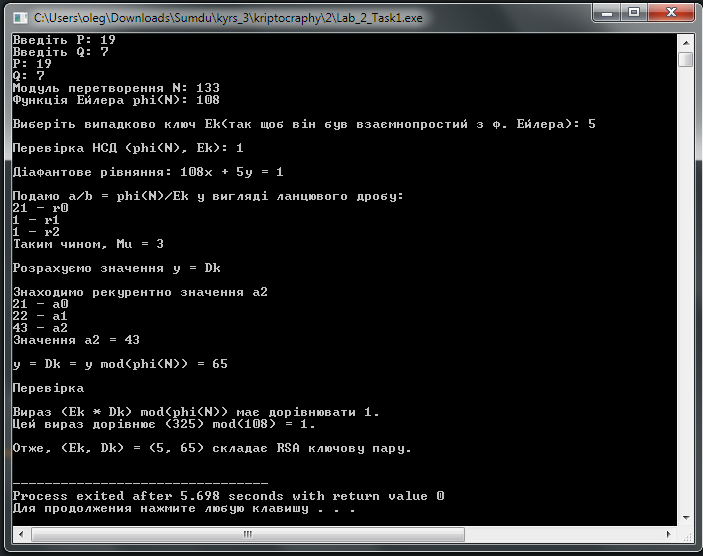 C:\Users\oleg\Downloads\Sumdu\kyrs_3\kriptocraphy\2\Lab_2_Task1.exe
Введіть P: 19
Введіть Q: 7
P: 19
Q: 7
Модуль перетворення N: 133
Функція Ейлера phi(N): 108
Виберіть випадково ключ Ek(так щоб він був взаємнопростий з ф. Ейлера): 5
Перевірка НСД (phi(N), Ek): 1
Діафантове рівняння: 108x + 5y = 1
Подамо a/b = phi(N)/Ek у вигляді ланцювого дробу:
21 - r0
1 - r1
1 - r2
Таким чином, Mu = 3
Розрахуємо значення y = Dk
Знаходимо рекурентно значення a2
21 - a0
22 - a1
43 - a2
Значення a2 = 43
y = Dk = y mod(phi(N)) = 65
Перевірка
Вираз (Ek * Dk) mod(phi(N)) має дорівнювати 1.
Цей вираз дорівнює (325) mod(108) = 1.
Отже, (Ek, Dk) = (5, 65) складає RSA ключову пару.
--------------------------------
Process exited after 5.698 seconds with return value 0
Для продолжения нажмите любую клавишу . . .